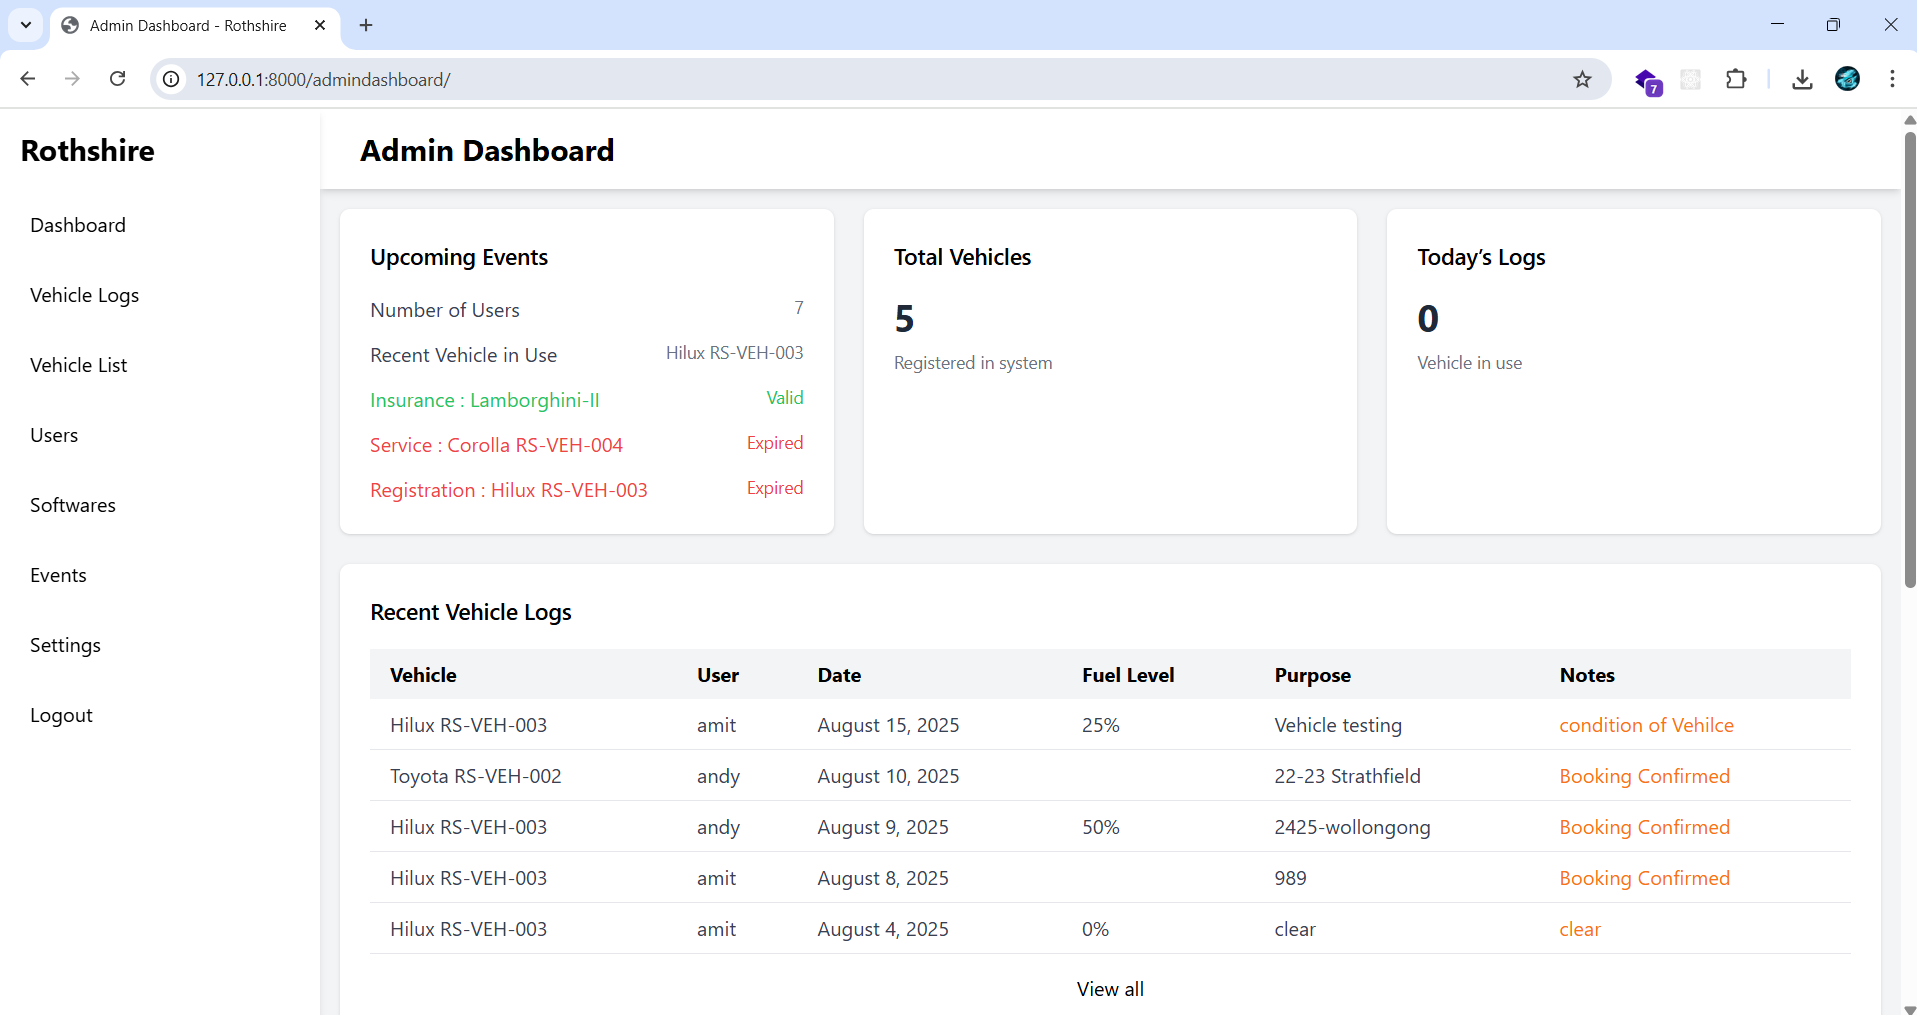 Admin Dashboard - Rothshire
127.0.0.1:8000/admindashboard/
7
Rothshire
Dashboard
Vehicle Logs
Vehicle List
Users
Softwares
Events
Settings
Logout
Admin Dashboard
Upcoming Events
Number of Users 7
Recent Vehicle in Use Hilux RS-VEH-003
Insurance : Lamborghini-II Valid
Service : Corolla RS-VEH-004 Expired
Registration : Hilux RS-VEH-003 Expired
Total Vehicles
5
Registered in system
Today’s Logs
0
Vehicle in use
Recent Vehicle Logs
Vehicle User Date Fuel Level Purpose Notes
Hilux RS-VEH-003 amit August 15, 2025 25% Vehicle testing condition of Vehilce
Toyota RS-VEH-002 andy August 10, 2025 22-23 Strathfield Booking Confirmed
Hilux RS-VEH-003 andy August 9, 2025 50% 2425-wollongong Booking Confirmed
Hilux RS-VEH-003 amit August 8, 2025 989 Booking Confirmed
Hilux RS-VEH-003 amit August 4, 2025 0% clear clear
View all